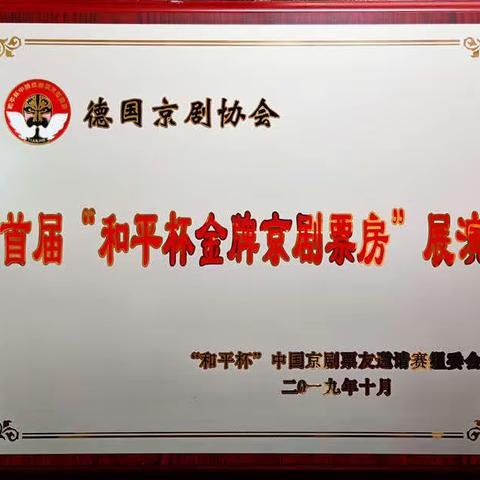 德国京剧协会
首届“和平杯金牌京剧票房”展演
“和平杯”中国京剧票友邀请赛组委会
二〇一九年十月